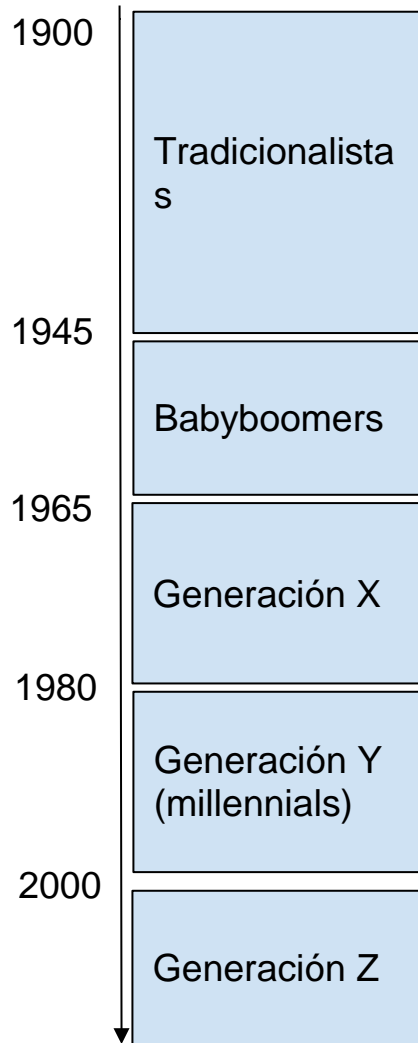 1900
Tradicionalista
s
1945
Babyboomers
1965
Generación X
1980
Generación Y
(millennials)
2000
Generación Z